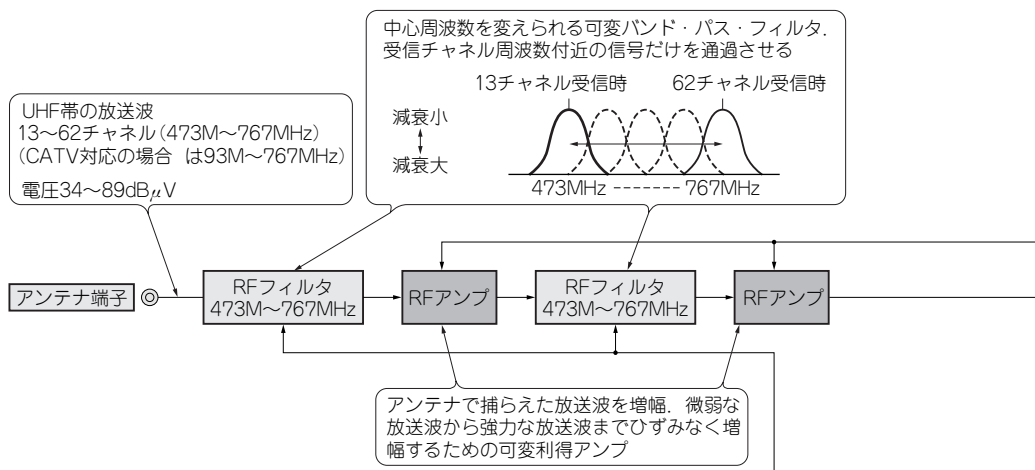 中心周波数を変えられる可変バンド・パス・フィルタ.
受信チャネル周波数付近の信号だけを通過させる
13チャネル受信時
62チャネル受信時
減衰小
減衰大
473MHz
767MHz
UHF帯の放送波
13〜62チャネル(473M〜767MHz)
(CATV対応の場合 は93M〜767MHz)
電圧34〜89dBμV
アンテナ端子
RFフィルタ
473M〜767MHz
RFアンプ
RFフィルタ
473M〜767MHz
RFアンプ
アンテナで捕らえた放送波を増幅. 微弱な
放送波から強力な放送波までひずみなく増
幅するための可変利得アンプ